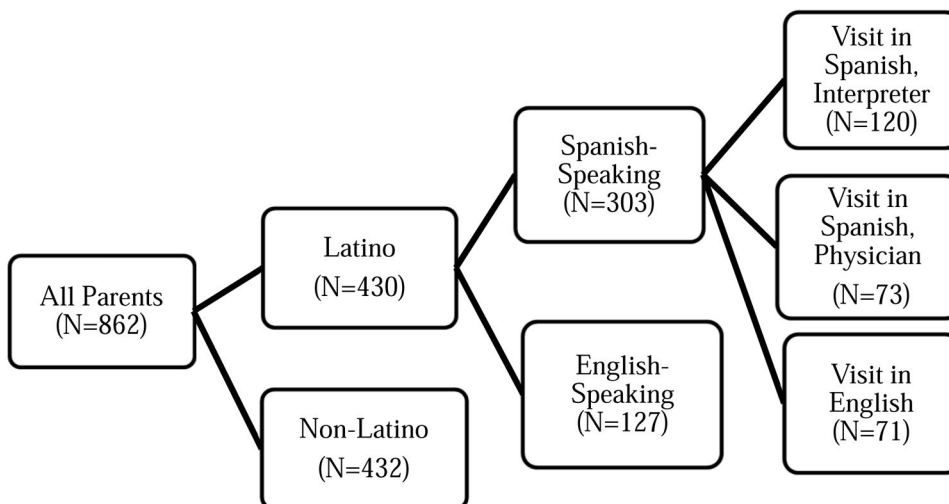 All Parents
(N=862)
Latino
(N=430)
Non-Latino
(N=432)
Spanish-
Speaking
(N=303)
English-
Speaking
(N=127)
Visit in
Spanish,
Interpreter
(N=120)
Visit in
Spanish,
Physician
(N=73)
Visit in
English
(N=71)